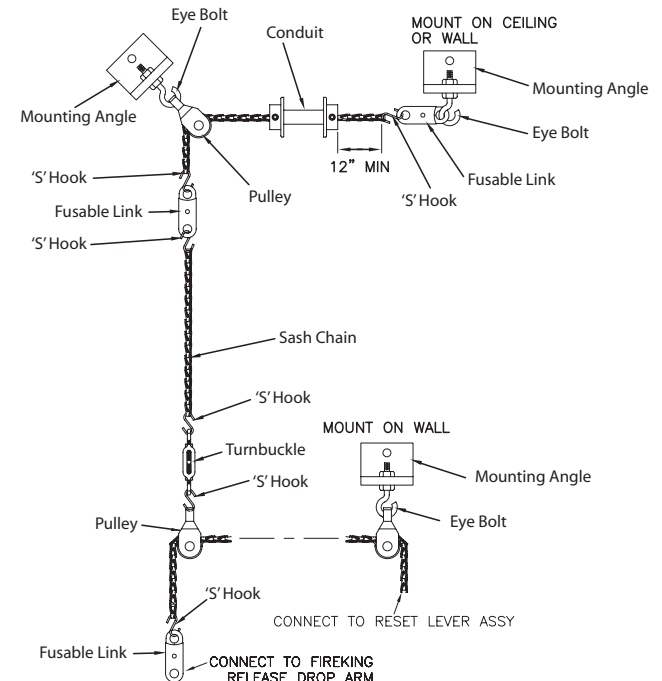 Eye Bolt
Conduit
MOUNT ON CEILING
OR WALL
Mounting Angle
Mounting Angle
Eye Bolt
12" MIN
Fusable Link
'S' Hook
Pulley
'S' Hook
Fusable Link
'S' Hook
Sash Chain
'S' Hook
MOUNT ON WALL
Turnbuckle
Mounting Angle
'S' Hook
Eye Bolt
Pulley
'S' Hook
CONNECT TO RESET LEVER ASSY
Fusable Link
CONNECT TO FIREKING
RELEASE DROP ARM